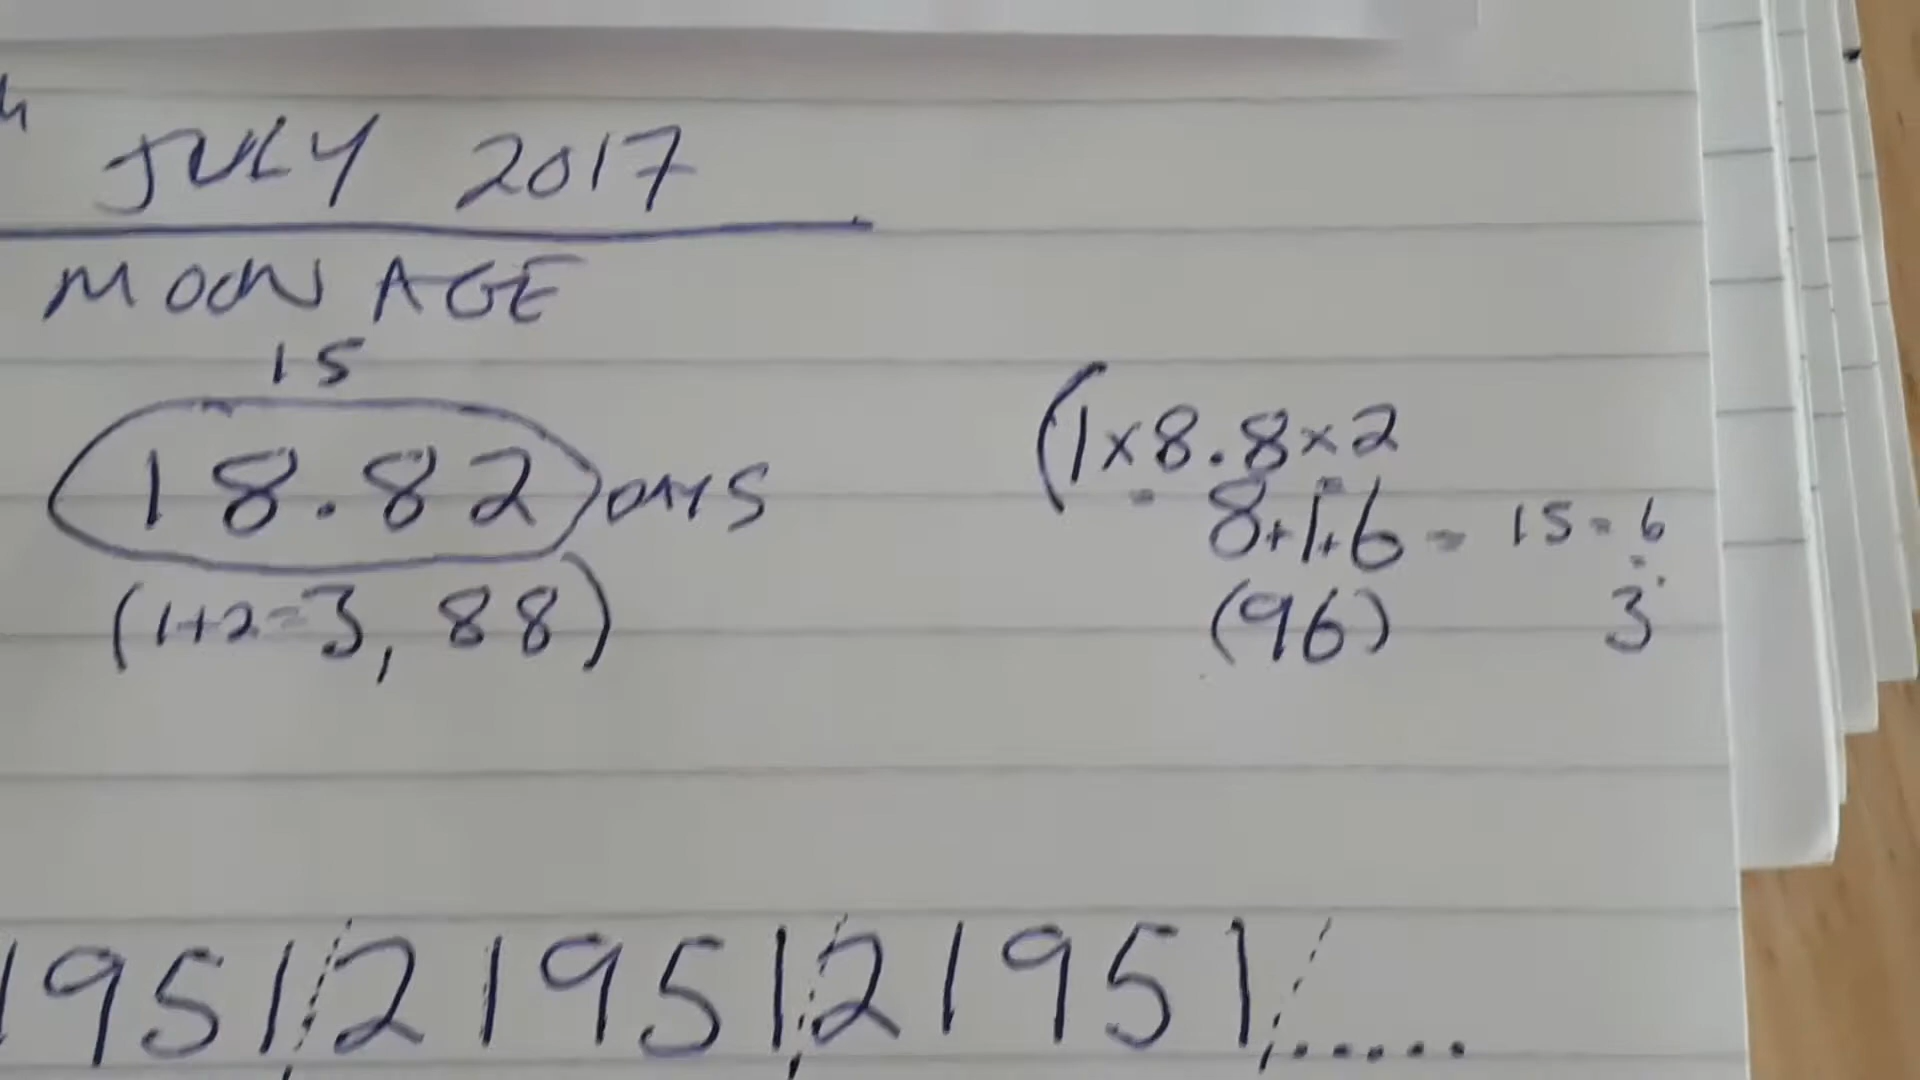 JULY 2017
MOON AGE
15
18.82 DAYS
(1+2=3, 88)
(1x8.8x2
8+1+6 = 15 = 6
(96) 3
1951,21951,21951,.....